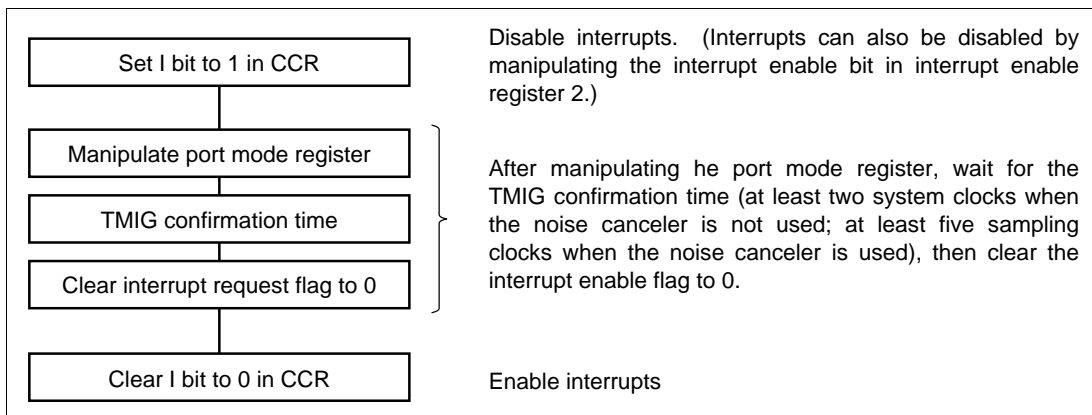 Set I bit to 1 in CCR
Disable interrupts. (Interrupts can also be disabled by
manipulating the interrupt enable bit in interrupt enable
register 2.)
Manipulate port mode register
TMIG confirmation time
Clear interrupt request flag to 0
After manipulating he port mode register, wait for the
TMIG confirmation time (at least two system clocks when
the noise canceler is not used; at least five sampling
clocks when the noise canceler is used), then clear the
interrupt enable flag to 0.
Clear I bit to 0 in CCR
Enable interrupts